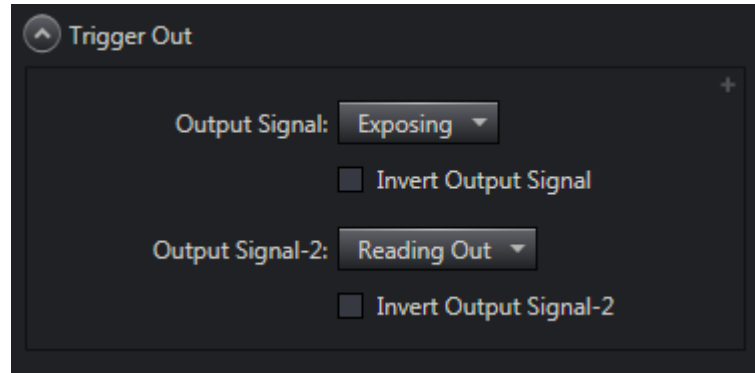 Trigger Out
Output Signal: Exposing
Invert Output Signal
Output Signal-2: Reading Out
Invert Output Signal-2